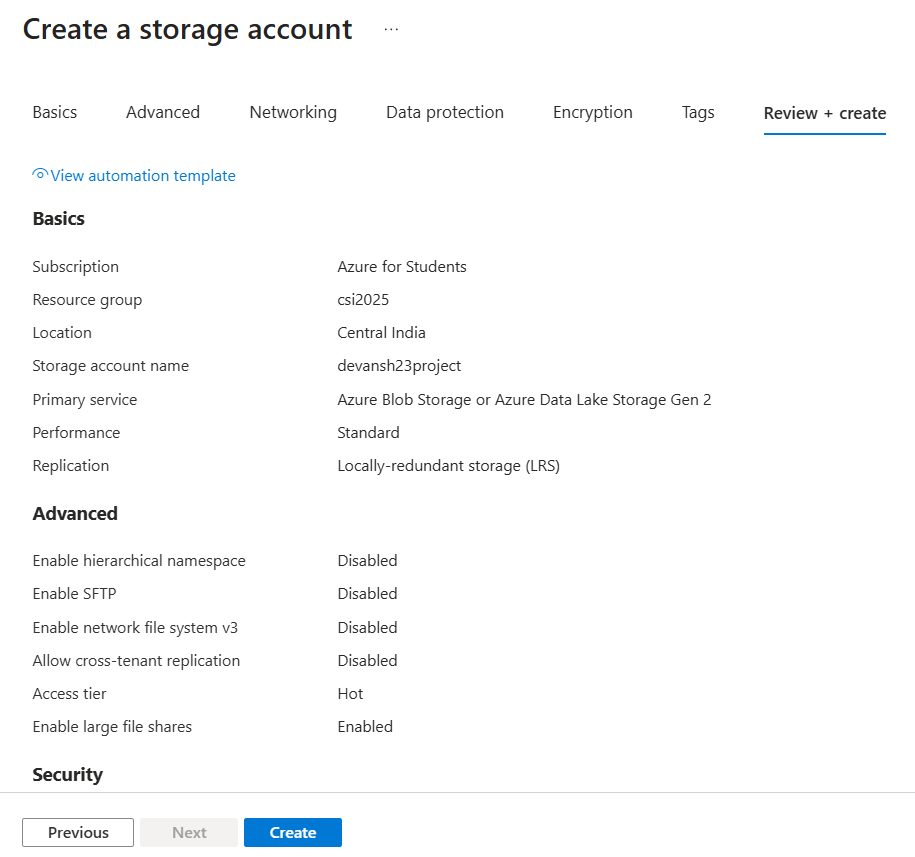 Create a storage account ...
Basics Advanced Networking Data protection Encryption Tags Review + create
View automation template
Basics
Subscription Azure for Students
Resource group csi2025
Location Central India
Storage account name devansh23project
Primary service Azure Blob Storage or Azure Data Lake Storage Gen 2
Performance Standard
Replication Locally-redundant storage (LRS)
Advanced
Enable hierarchical namespace Disabled
Enable SFTP Disabled
Enable network file system v3 Disabled
Allow cross-tenant replication Disabled
Access tier Hot
Enable large file shares Enabled
Security
Previous Next Create